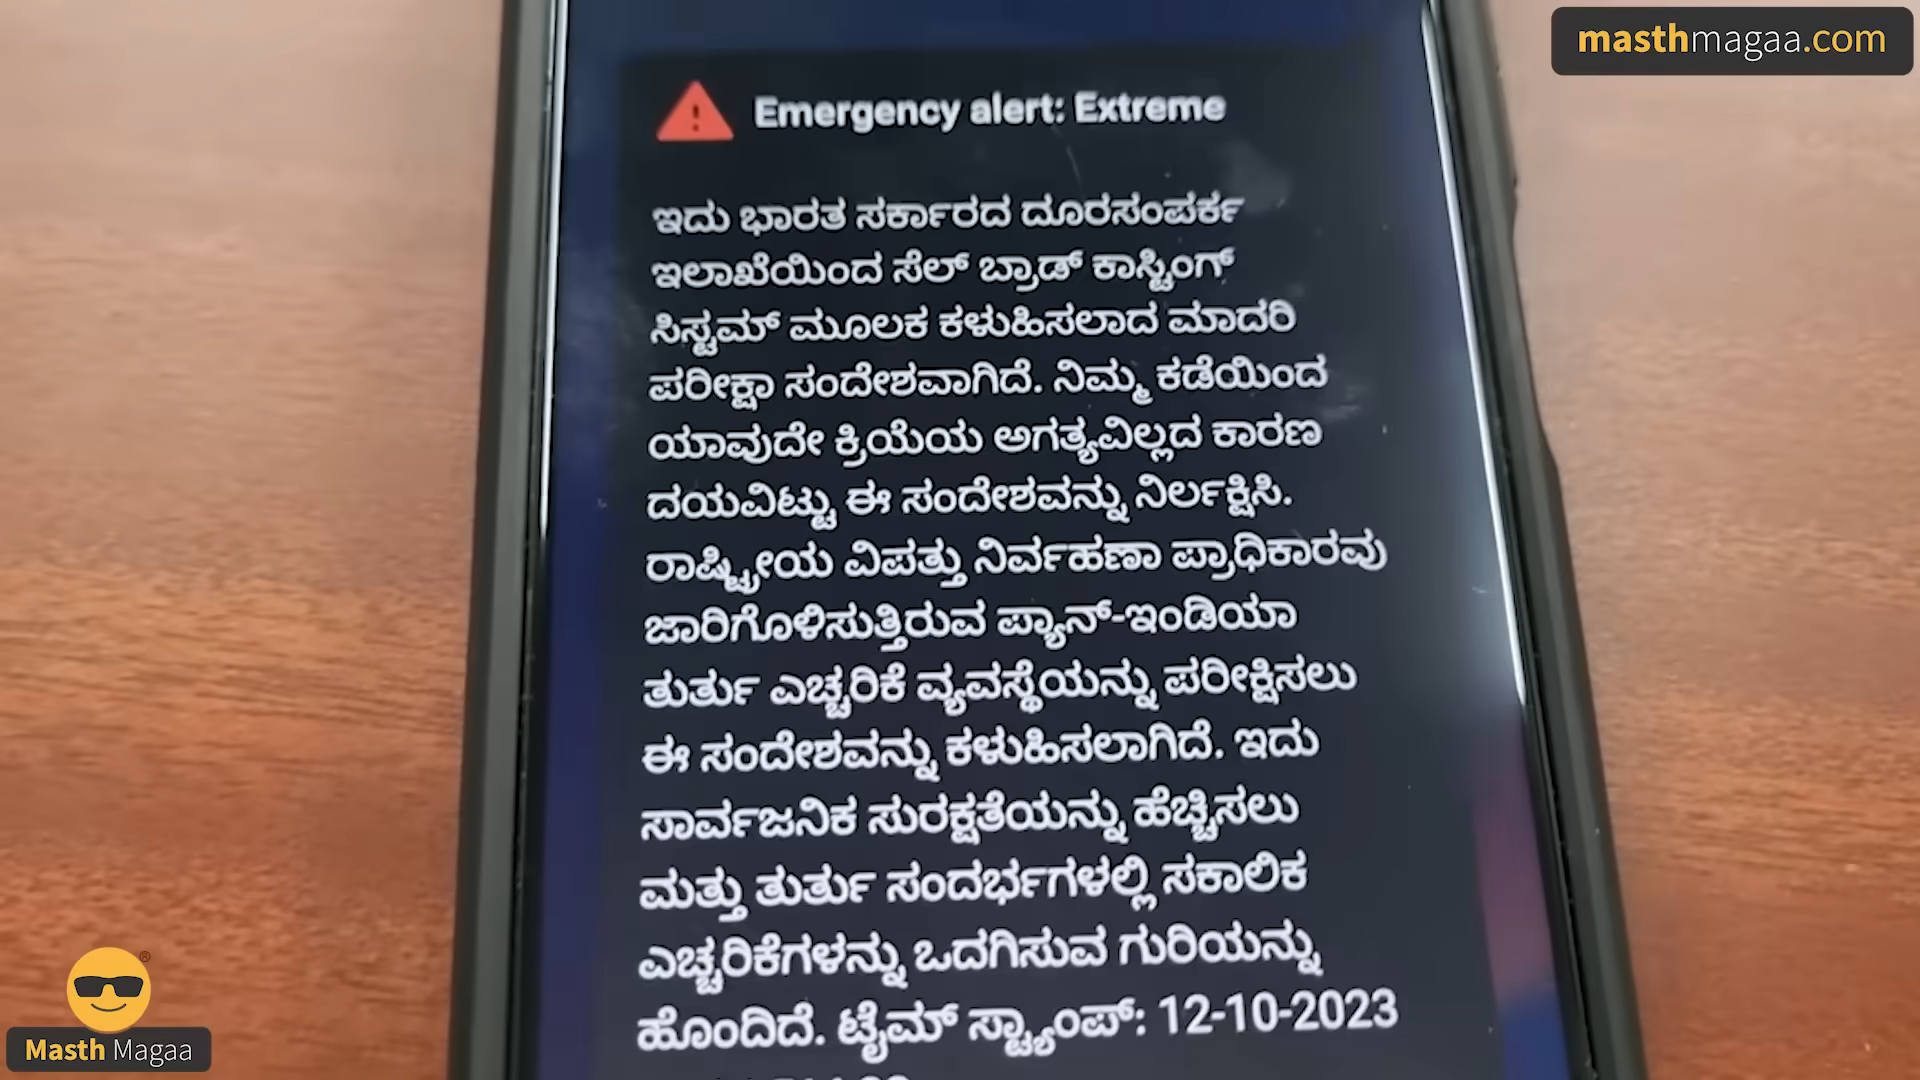 masthmagaa.com
Emergency alert: Extreme
ಇದು ಭಾರತ ಸರ್ಕಾರದ ದೂರಸಂಪರ್ಕ
ಇಲಾಖೆಯಿಂದ ಸೆಲ್ ಬ್ರಾಡ್ ಕಾಸ್ಟಿಂಗ್
ಸಿಸ್ಟಮ್ ಮೂಲಕ ಕಳುಹಿಸಲಾದ ಮಾದರಿ
ಪರೀಕ್ಷಾ ಸಂದೇಶವಾಗಿದೆ. ನಿಮ್ಮ ಕಡೆಯಿಂದ
ಯಾವುದೇ ಕ್ರಿಯೆಯ ಅಗತ್ಯವಿಲ್ಲದ ಕಾರಣ
ದಯವಿಟ್ಟು ಈ ಸಂದೇಶವನ್ನು ನಿರ್ಲಕ್ಷಿಸಿ.
ರಾಷ್ಟ್ರೀಯ ವಿಪತ್ತು ನಿರ್ವಹಣಾ ಪ್ರಾಧಿಕಾರವು
ಜಾರಿಗೊಳಿಸುತ್ತಿರುವ ಪ್ಯಾನ್-ಇಂಡಿಯಾ
ತುರ್ತು ಎಚ್ಚರಿಕೆ ವ್ಯವಸ್ಥೆಯನ್ನು ಪರೀಕ್ಷಿಸಲು
ಈ ಸಂದೇಶವನ್ನು ಕಳುಹಿಸಲಾಗಿದೆ. ಇದು
ಸಾರ್ವಜನಿಕ ಸುರಕ್ಷತೆಯನ್ನು ಹೆಚ್ಚಿಸಲು
ಮತ್ತು ತುರ್ತು ಸಂದರ್ಭಗಳಲ್ಲಿ ಸಕಾಲಿಕ
ಎಚ್ಚರಿಕೆಗಳನ್ನು ಒದಗಿಸುವ ಗುರಿಯನ್ನು
ಹೊಂದಿದೆ. ಟೈಮ್ ಸ್ಟ್ಯಾಂಪ್: 12-10-2023
Masth Magaa